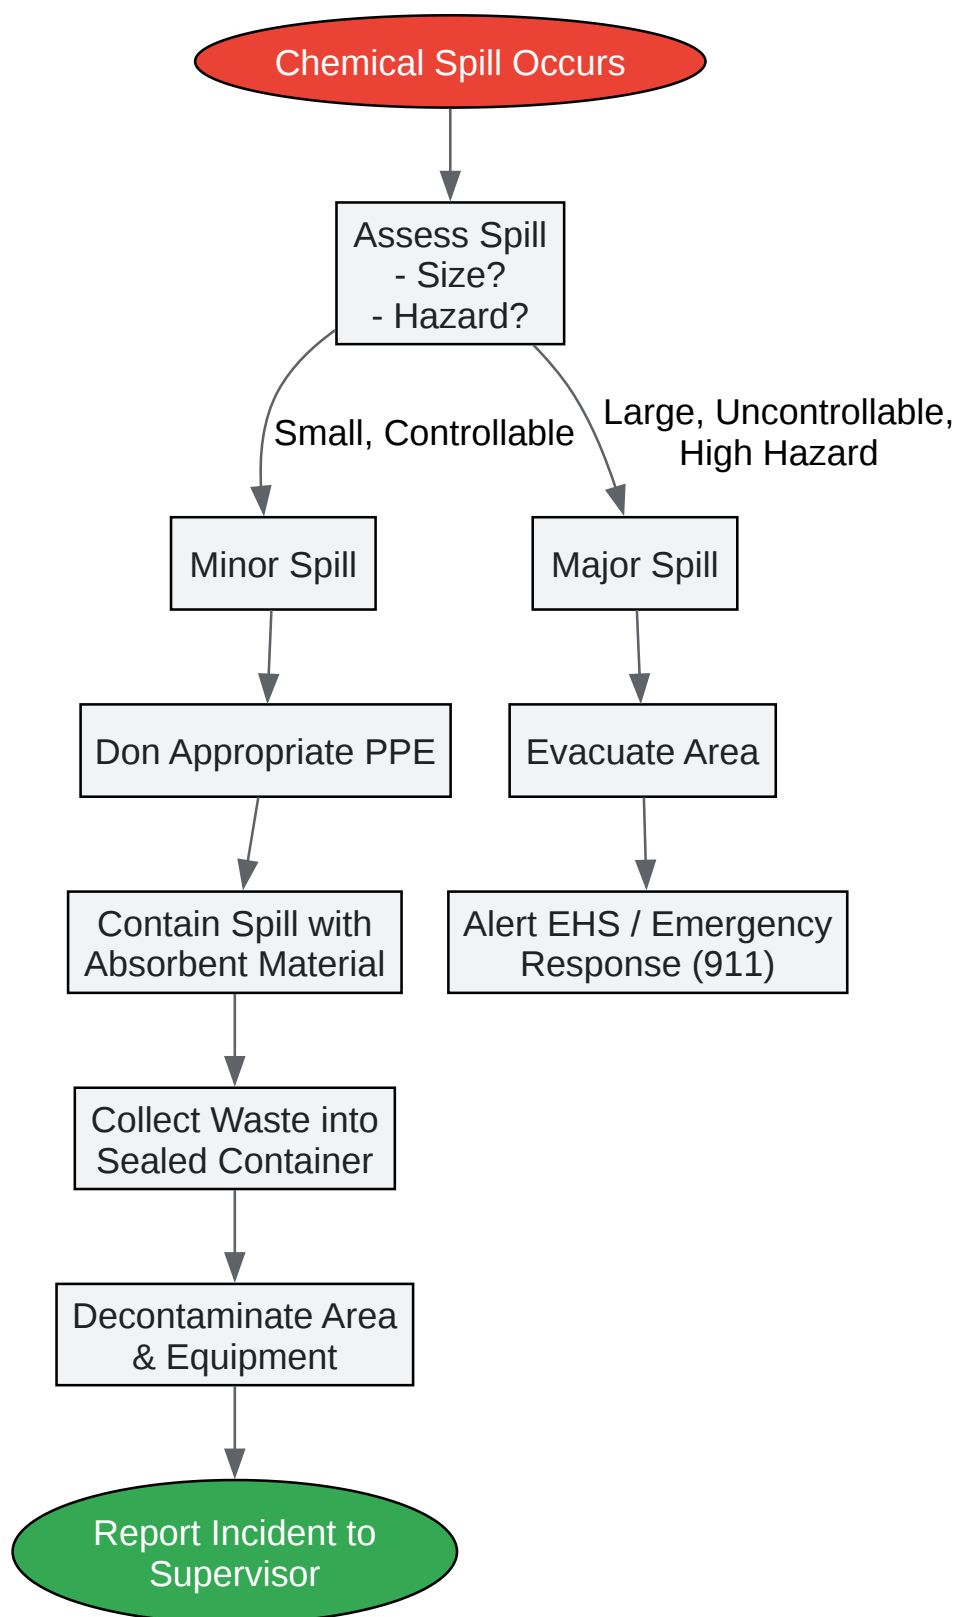 Chemical Spill Occurs
Assess Spill
- Size?
- Hazard?
Small, Controllable
Large, Uncontrollable,
High Hazard
Minor Spill
Major Spill
Don Appropriate PPE
Evacuate Area
Contain Spill with
Absorbent Material
Alert EHS / Emergency
Response (911)
Collect Waste into
Sealed Container
Decontaminate Area
& Equipment
Report Incident to
Supervisor